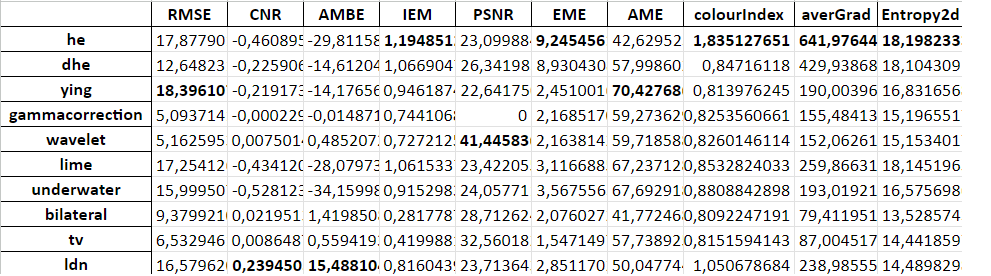 RMSE CNR AMBE IEM PSNR EME AME colourIndex averGrad Entropy2d
he 17,87790 -0,460895 -29,81158 1,194851 23,09988 9,245456 42,62952 1,835127651 641,97644 18,198233
dhe 12,64823 -0,225906 -14,61204 1,066904 26,34198 8,930430 57,99860 0,84716118 429,93868 18,104309
ying 18,39610 -0,219173 -14,17656 0,946187 22,64175 2,451001 70,42768 0,813976245 190,00396 16,831656
gammacorrection 5,093714 -0,000229 -0,014871 0,744106 0 2,168517 59,27362 0,8253560661 155,48413 15,196551
wavelet 5,162595 0,007501 0,485207 0,727212 41,44583 2,163814 59,71858 0,8260146114 152,06261 15,153401
lime 17,25412 -0,434120 -28,07973 1,061533 23,42205 3,116688 67,23712 0,8532824033 259,86631 18,145196
underwater 15,999507 -0,528123 -34,15998 0,915298 24,05771 3,567556 67,69291 0,8808842898 193,01921 16,575698
bilateral 9,379921 0,021951 1,419850 0,281778 28,71262 2,076027 41,77246 0,8092247191 79,411951 13,528574
tv 6,532946 0,008648 0,559419 0,419988 32,56018 1,547149 57,73892 0,8151594143 87,004517 14,441859
ldn 16,57962 0,239450 15,48810 0,816043 23,71364 2,851170 50,04774 1,050678684 238,98555 14,489829